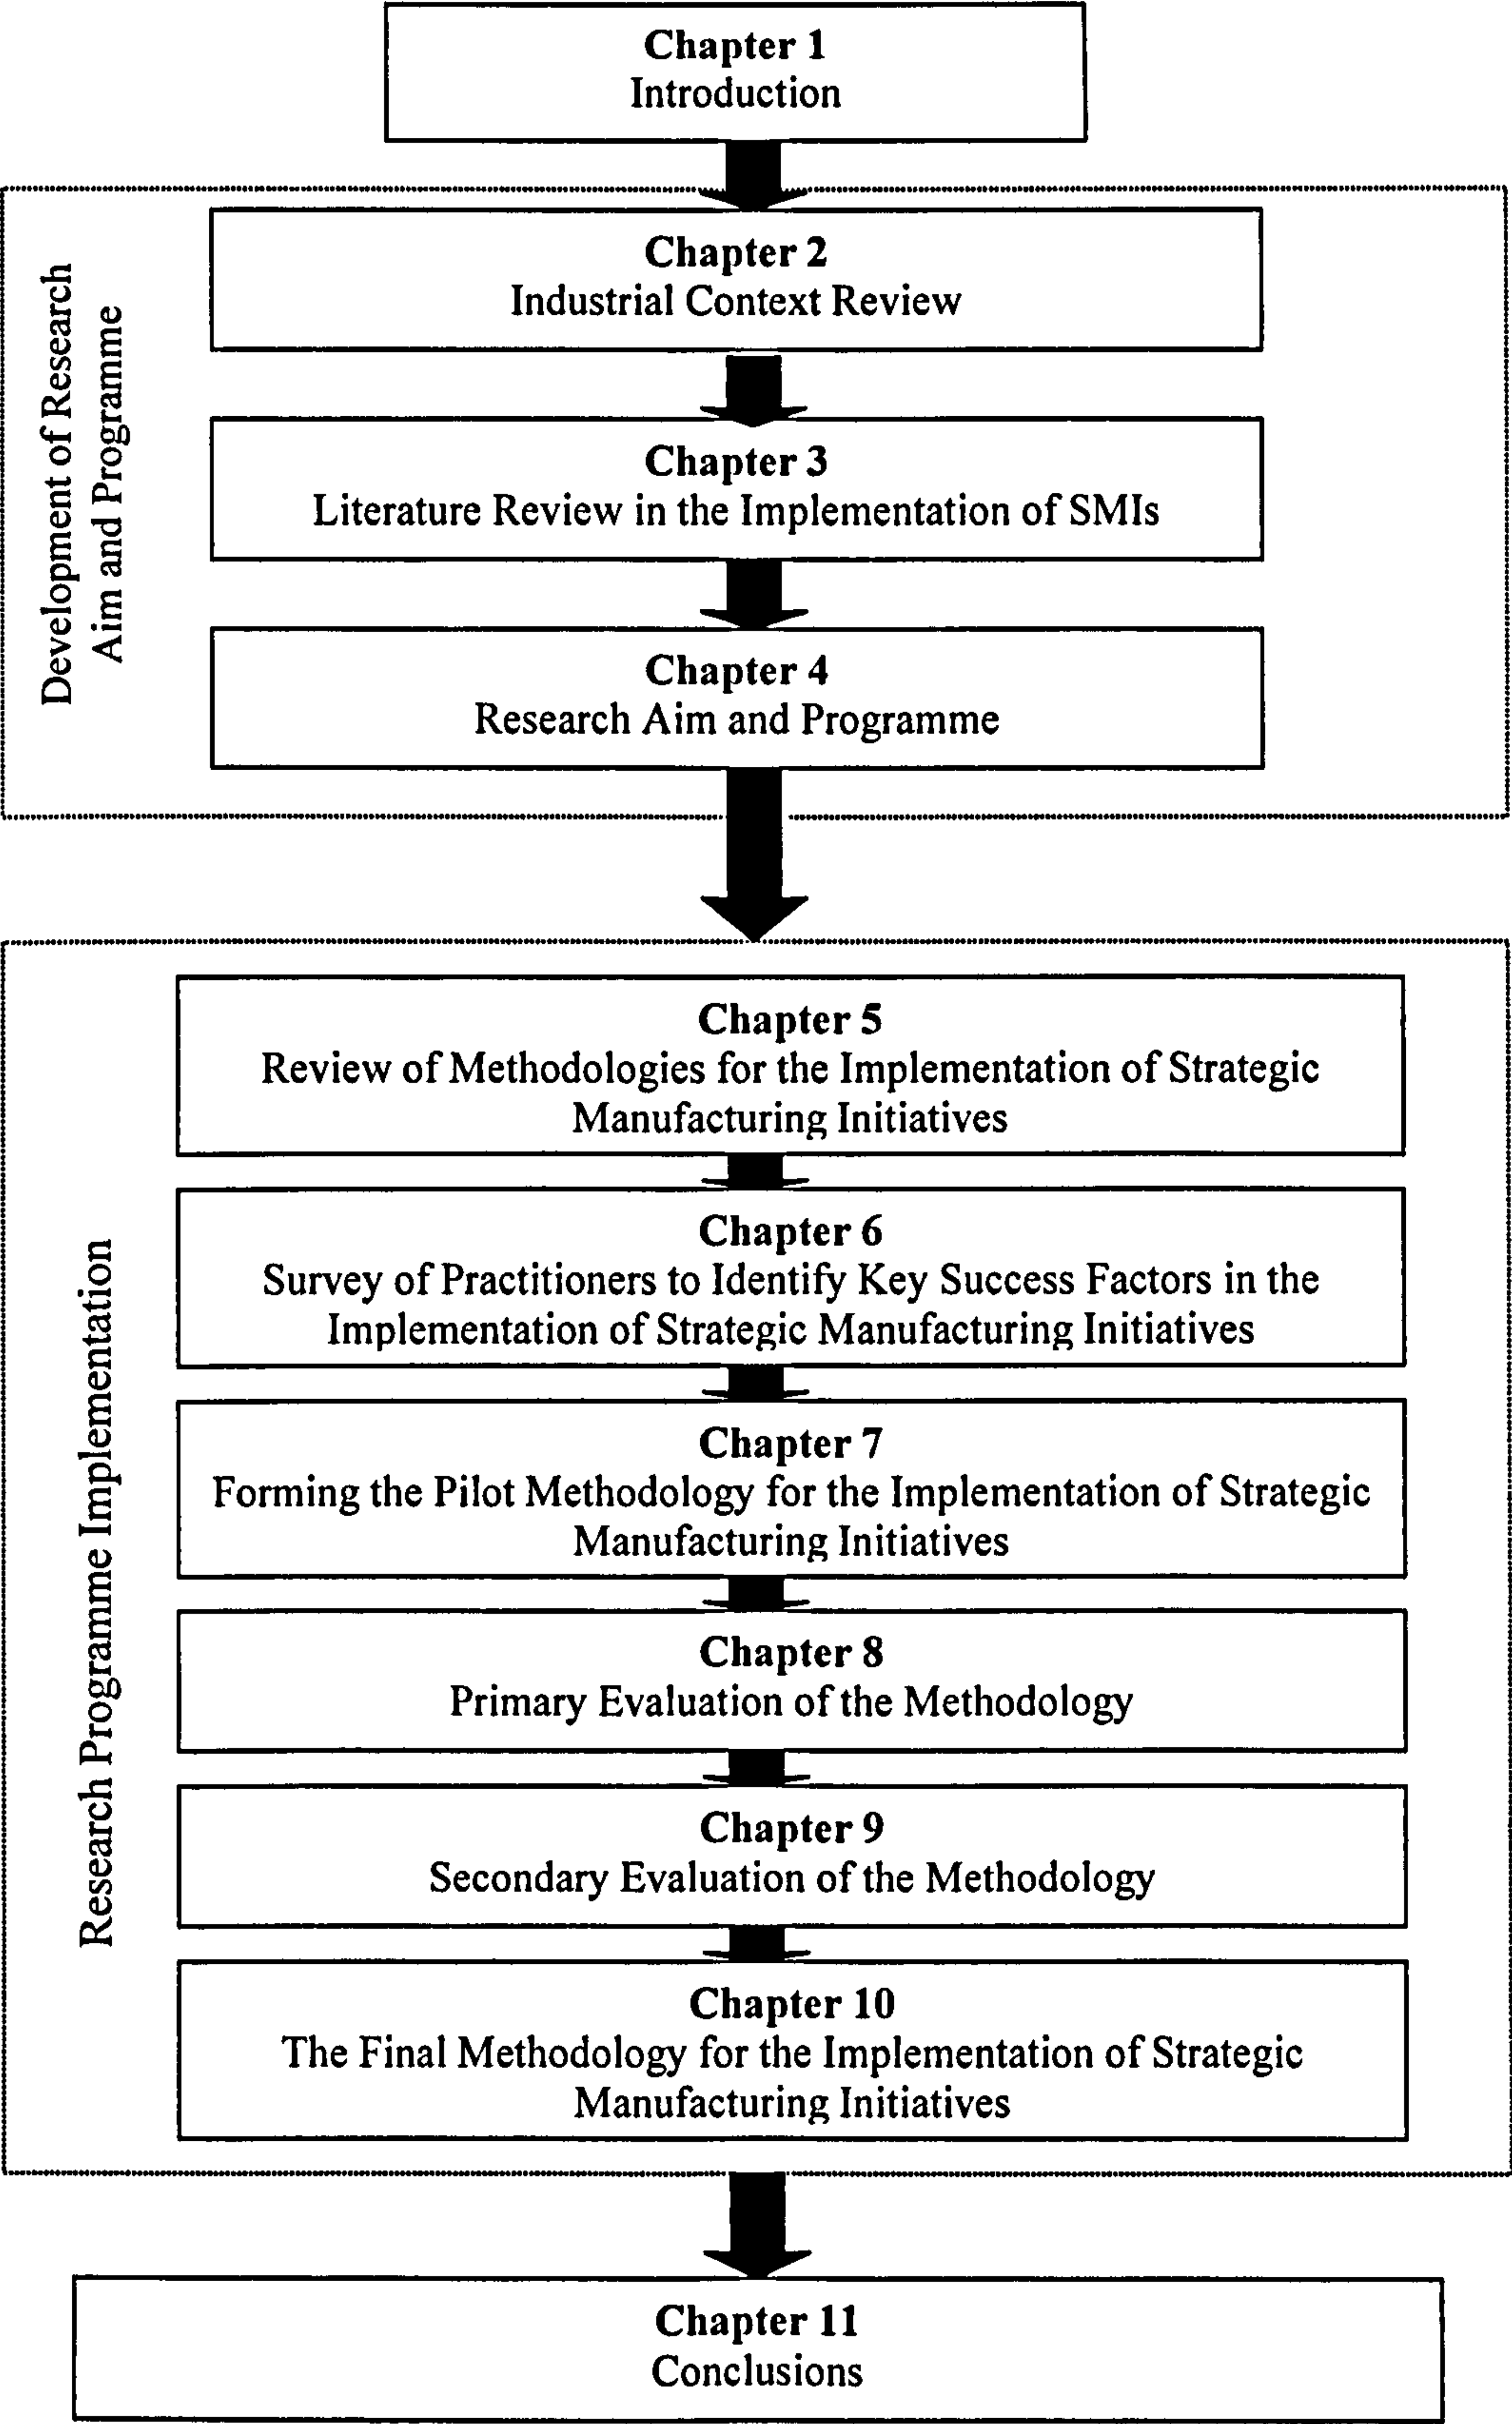 Chapter 1
Introduction
Development of Research
Aim and Programme
Chapter 2
Industrial Context Review
Chapter 3
Literature Review in the Implementation of SMIs
Chapter 4
Research Aim and Programme
Research Programme Implementation
Chapter 5
Review of Methodologies for the Implementation of Strategic
Manufacturing Initiatives
Chapter 6
Survey of Practitioners to Identify Key Success Factors in the
Implementation of Strategic Manufacturing Initiatives
Chapter 7
Forming the Pilot Methodology for the Implementation of Strategic
Manufacturing Initiatives
Chapter 8
Primary Evaluation of the Methodology
Chapter 9
Secondary Evaluation of the Methodology
Chapter 10
The Final Methodology for the Implementation of Strategic
Manufacturing Initiatives
Chapter 11
Conclusions